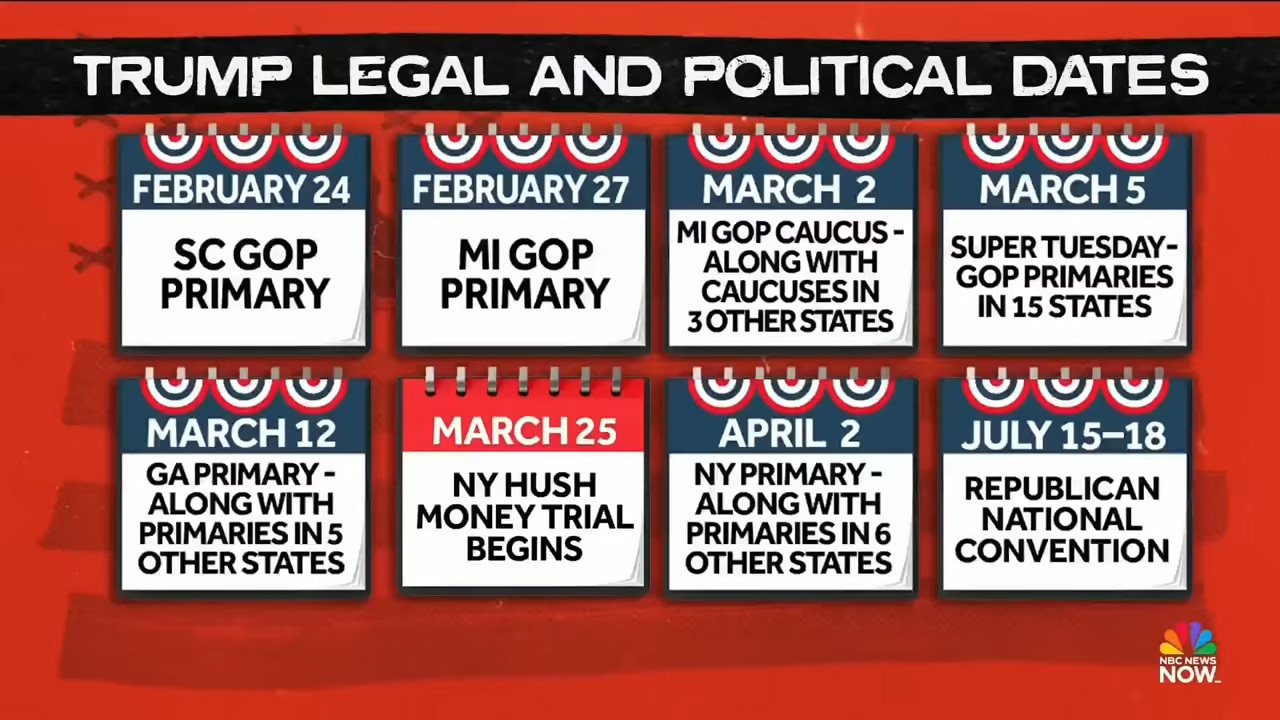 TRUMP LEGAL AND POLITICAL DATES
FEBRUARY 24
SC GOP
PRIMARY
FEBRUARY 27
MI GOP
PRIMARY
MARCH 2
MI GOP CAUCUS -
ALONG WITH
CAUCUSES IN
3 OTHER STATES
MARCH 5
SUPER TUESDAY-
GOP PRIMARIES
IN 15 STATES
MARCH 12
GA PRIMARY -
ALONG WITH
PRIMARIES IN 5
OTHER STATES
MARCH 25
NY HUSH
MONEY TRIAL
BEGINS
APRIL 2
NY PRIMARY -
ALONG WITH
PRIMARIES IN 6
OTHER STATES
JULY 15–18
REPUBLICAN
NATIONAL
CONVENTION
NBC NEWS
NOW_